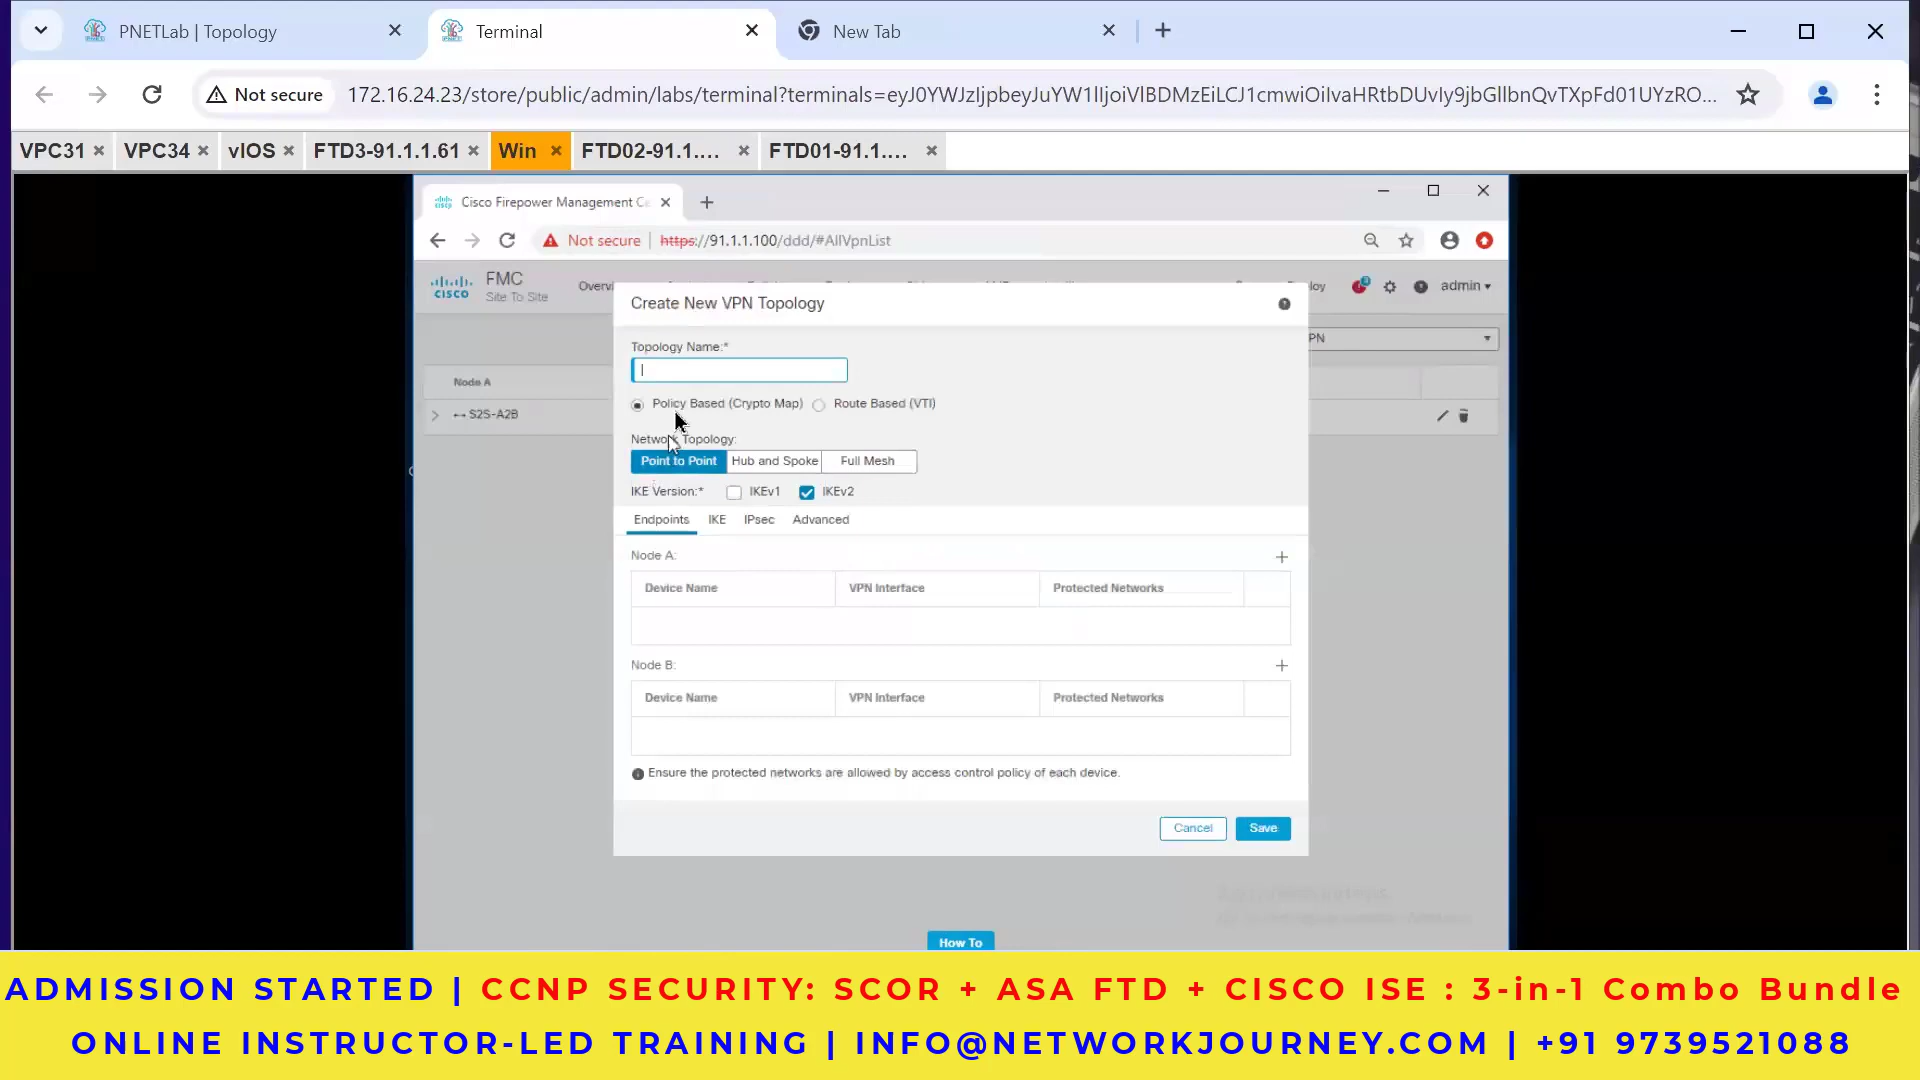 PNETLab | Topology
Terminal
New Tab
Not secure
172.16.24.23/store/public/admin/labs/terminal?terminals=eyJ0YWJzIjpbeyJuYW1lIjoiVlBDMzEiLCJ1cmwiOiIvaHRtbDUvIy9jbGllbnQvTXpFd01UYzRO...
VPC31
VPC34
vIOS
FTD3-91.1.1.61
Win
FTD02-91.1....
FTD01-91.1....
Cisco Firepower Management Ce
Not secure
https://91.1.1.100/ddd/#AllVpnList
CISCO
FMC
Site To Site
admin
Create New VPN Topology
Topology Name:*
PN
Node A
S2S-A2B
Policy Based (Crypto Map)
Route Based (VTI)
Network Topology:
Point to Point
Hub and Spoke
Full Mesh
IKE Version:*
IKEv1
IKEv2
Endpoints
IKE
IPsec
Advanced
Node A:
Device Name
VPN Interface
Protected Networks
Node B:
Device Name
VPN Interface
Protected Networks
Ensure the protected networks are allowed by access control policy of each device.
Cancel
Save
How To
ADMISSION STARTED | CCNP SECURITY: SCOR + ASA FTD + CISCO ISE : 3-in-1 Combo Bundle
ONLINE INSTRUCTOR-LED TRAINING | INFO@NETWORKJOURNEY.COM | +91 9739521088